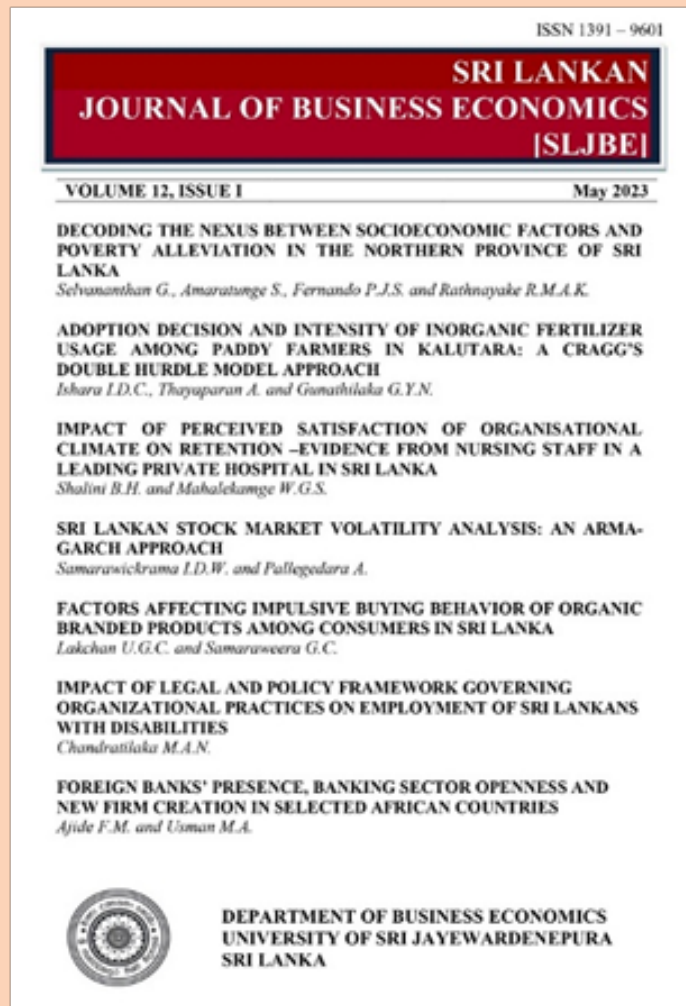 ISSN 1391 – 9601
SRI LANKAN
JOURNAL OF BUSINESS ECONOMICS
[SLJBE]
VOLUME 12, ISSUE I May 2023
DECODING THE NEXUS BETWEEN SOCIOECONOMIC FACTORS AND
POVERTY ALLEVIATION IN THE NORTHERN PROVINCE OF SRI
LANKA
Selvananthan G., Amaratunge S., Fernando P.J.S. and Rathnayake R.M.A.K.
ADOPTION DECISION AND INTENSITY OF INORGANIC FERTILIZER
USAGE AMONG PADDY FARMERS IN KALUTARA: A CRAGG'S
DOUBLE HURDLE MODEL APPROACH
Ishara I.D.C., Thayaparan A. and Gunathilaka G.Y.N.
IMPACT OF PERCEIVED SATISFACTION OF ORGANISATIONAL
CLIMATE ON RETENTION –EVIDENCE FROM NURSING STAFF IN A
LEADING PRIVATE HOSPITAL IN SRI LANKA
Shalini B.H. and Mahalekamge W.G.S.
SRI LANKAN STOCK MARKET VOLATILITY ANALYSIS: AN ARMA-
GARCH APPROACH
Samarawickrama I.D.W. and Pallegedara A.
FACTORS AFFECTING IMPULSIVE BUYING BEHAVIOR OF ORGANIC
BRANDED PRODUCTS AMONG CONSUMERS IN SRI LANKA
Lakchan U.G.C. and Samaraweera G.C.
IMPACT OF LEGAL AND POLICY FRAMEWORK GOVERNING
ORGANIZATIONAL PRACTICES ON EMPLOYMENT OF SRI LANKANS
WITH DISABILITIES
Chandratilaka M.A.N.
FOREIGN BANKS' PRESENCE, BANKING SECTOR OPENNESS AND
NEW FIRM CREATION IN SELECTED AFRICAN COUNTRIES
Ajide F.M. and Usman M.A.
DEPARTMENT OF BUSINESS ECONOMICS
UNIVERSITY OF SRI JAYEWARDENEPURA
SRI LANKA